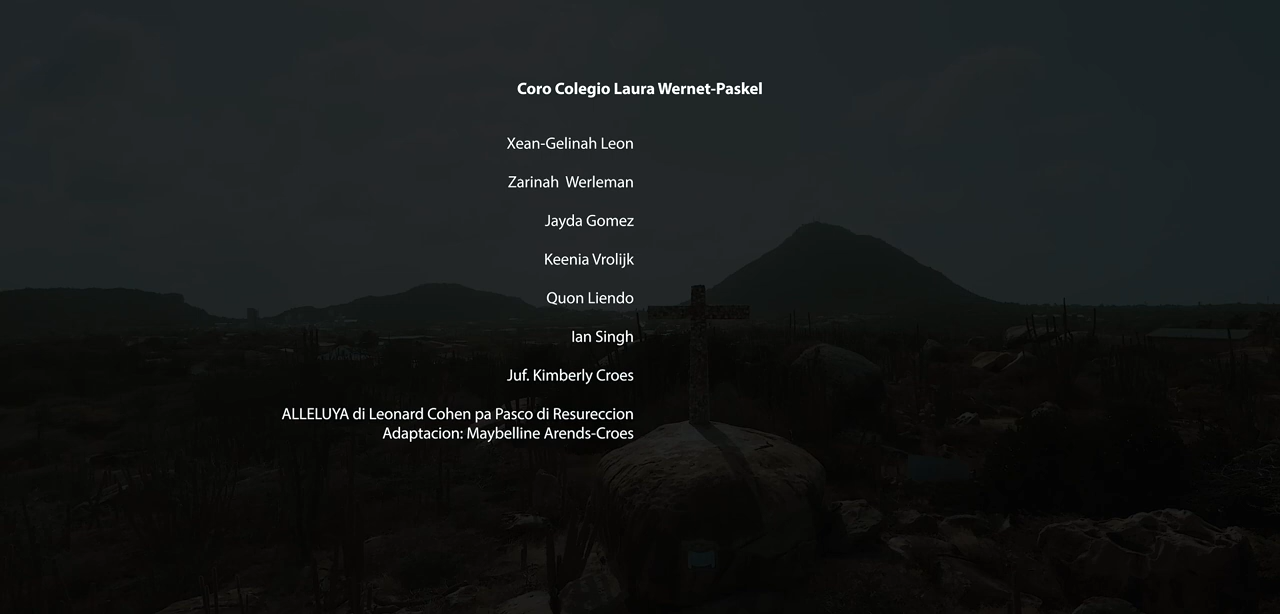 Coro Colegio Laura Wernet-Paskel
Xean-Gelinah Leon
Zarinah Werleman
Jayda Gomez
Keenia Vrolijk
Quon Liendo
Ian Singh
Juf. Kimberly Croes
ALLELUYA di Leonard Cohen pa Pasco di Resureccion
Adaptacion: Maybelline Arends-Croes